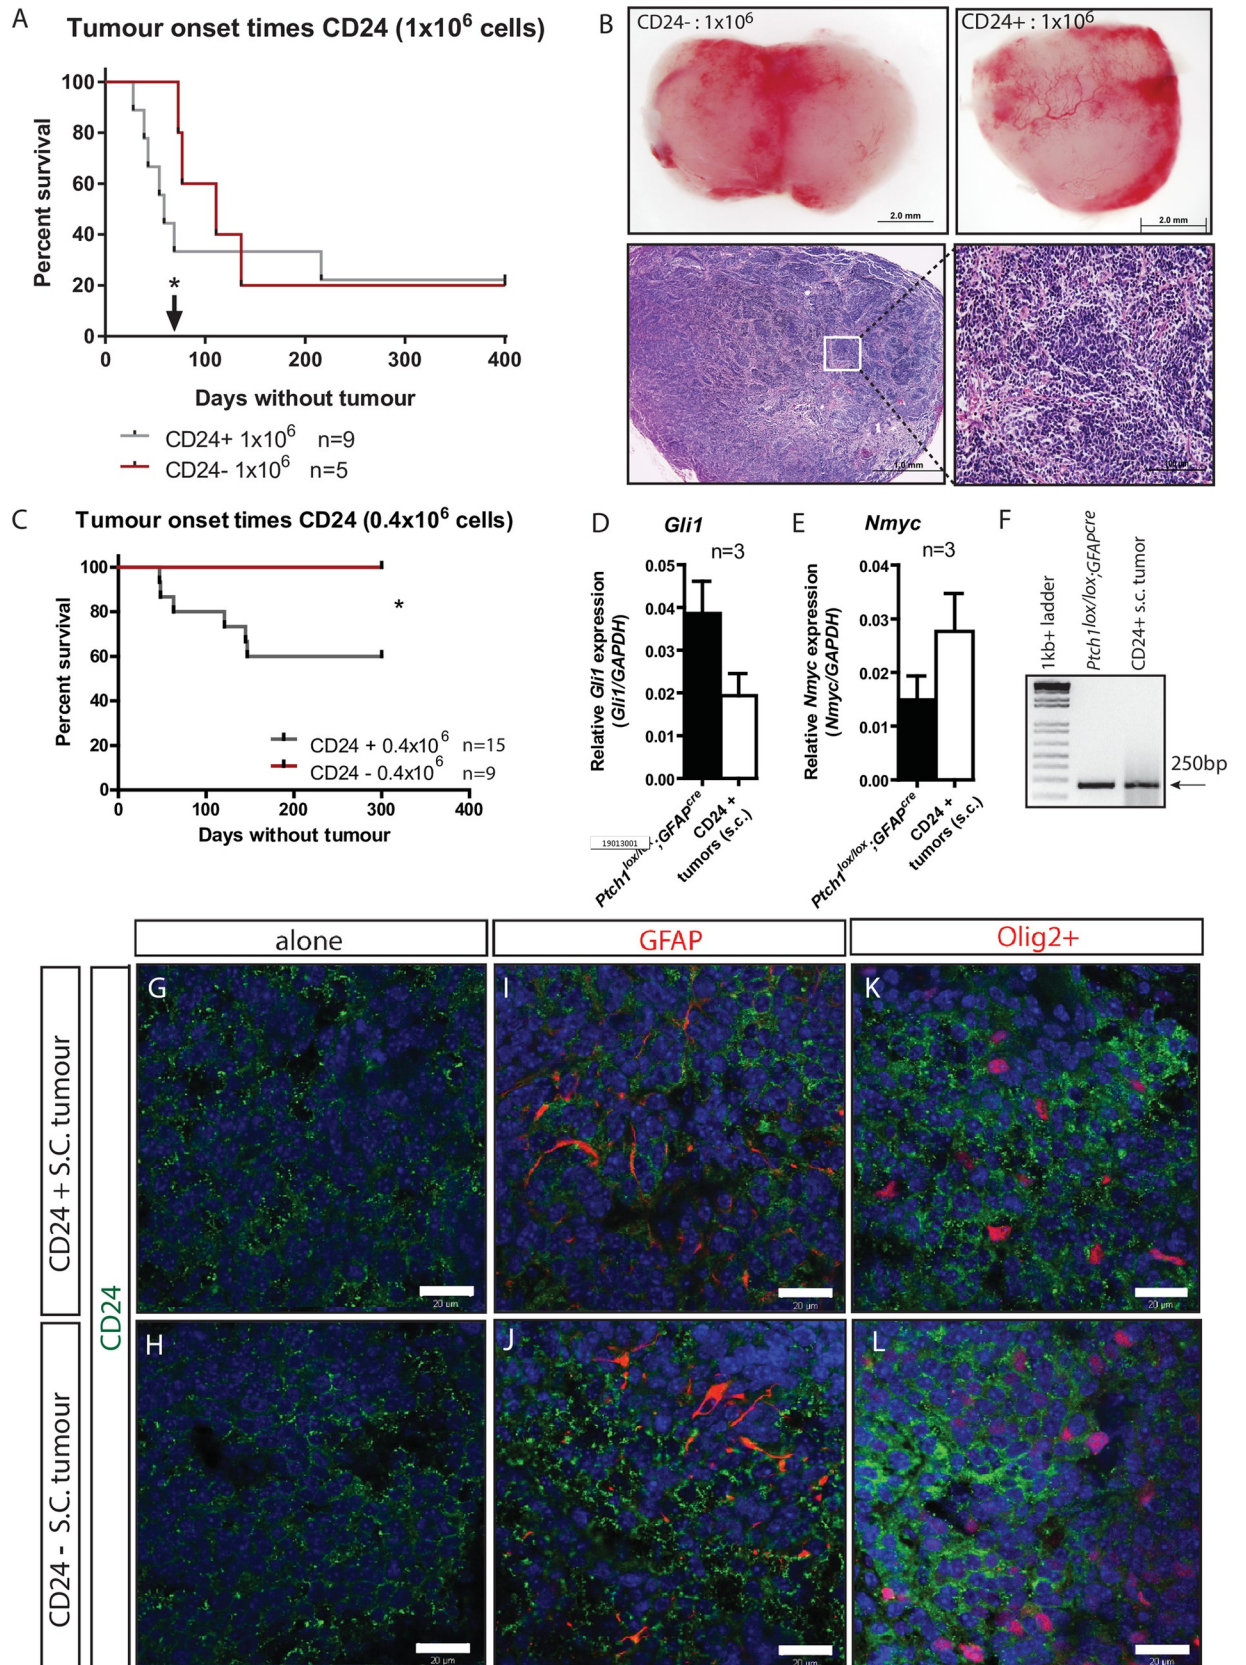 A
Tumour onset times CD24 (1x10⁶ cells)
Percent survival
100
80
60
40
20
0
*
0 100 200 300 400
Days without tumour
CD24+ 1x10⁶ n=9
CD24- 1x10⁶ n=5
B
CD24- : 1x10⁶
2.0 mm
CD24+ : 1x10⁶
2.0 mm
1.0 mm
C
Tumour onset times CD24 (0.4x10⁶ cells)
Percent survival
100
80
60
40
20
0
*
CD24 + 0.4x10⁶ n=15
CD24 - 0.4x10⁶ n=9
0 100 200 300 400
Days without tumour
D
Gli1
n=3
Relative Gli1 expression
(Gli1/GAPDH)
0.05
0.04
0.03
0.02
0.01
0.00
Ptch1lox/lox;GFAPcre
CD24 +
tumors (s.c.)
19013001
E
Nmyc
n=3
Relative Nmyc expression
(Nmyc/GAPDH)
0.04
0.03
0.02
0.01
0.00
Ptch1lox/lox;GFAPcre
CD24 +
tumors (s.c.)
F
1kb+ ladder
Ptch1lox/lox;GFAPcre
CD24+ s.c. tumor
250bp
alone
GFAP
Olig2+
CD24 + S.C. tumour
CD24 - S.C. tumour
CD24
G
20 µm
I
20 µm
K
20 µm
H
20 µm
J
20 µm
L
20 µm